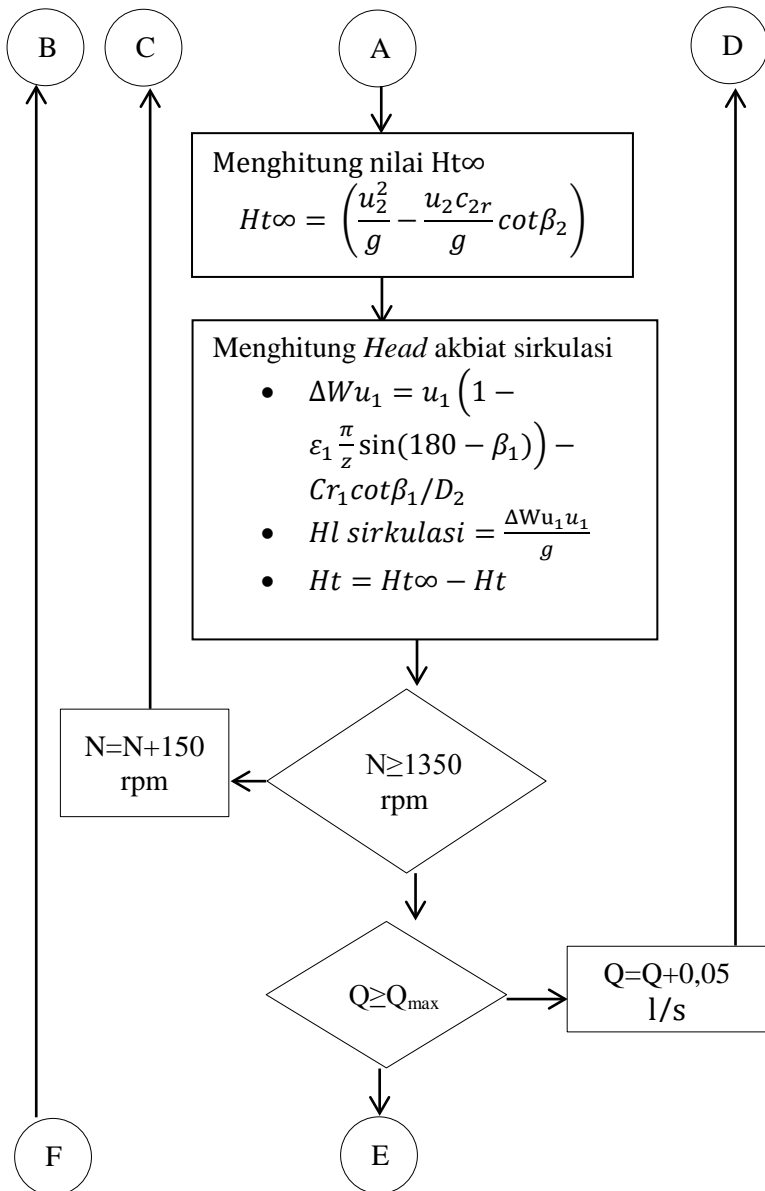 B C A D
Menghitung nilai Ht∞
Ht∞ = (u₂²/g − u₂c₂ᵣ/g cotβ₂)
Menghitung Head akbiat sirkulasi
• ΔWu₁ = u₁ (1 −
ε₁ π/z sin(180 − β₁)) −
Cr₁cotβ₁/D₂
• Hl sirkulasi = ΔWu₁u₁/g
• Ht = Ht∞ − Ht
N=N+150
rpm
N≥1350
rpm
Q≥Qmax
Q=Q+0,05
l/s
F E